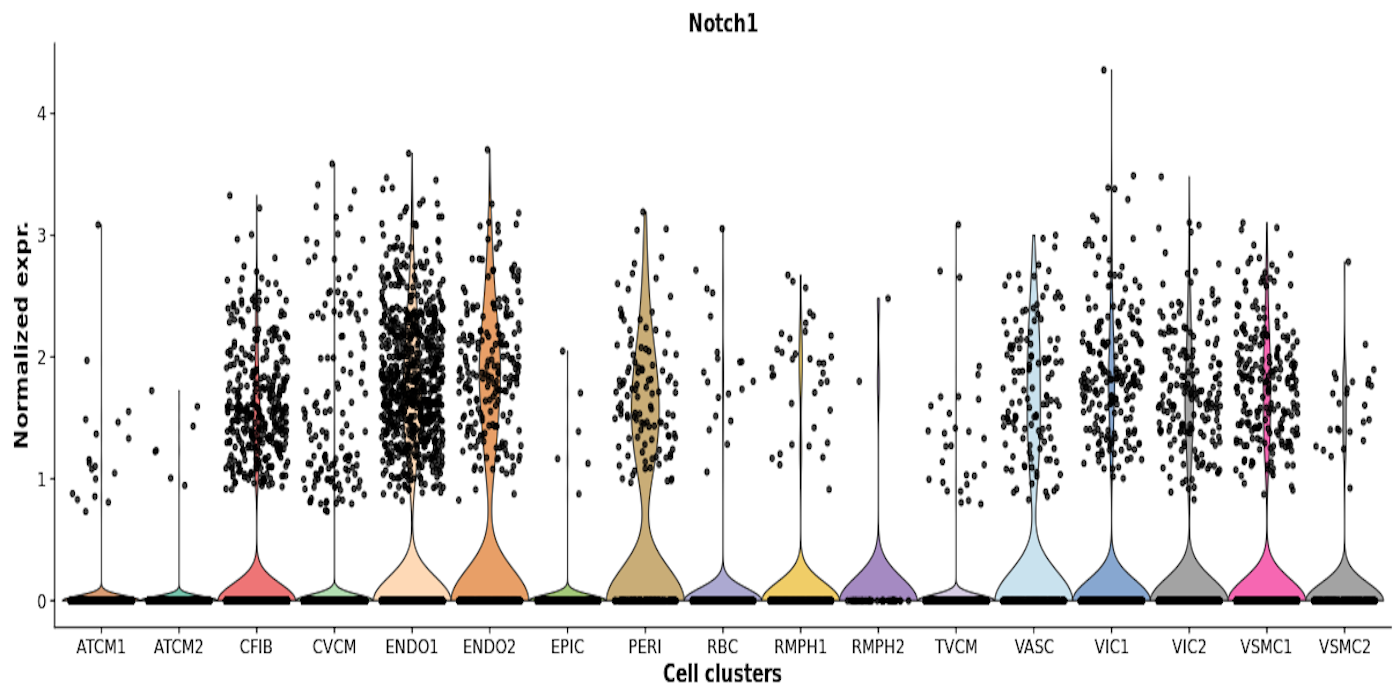 Notch1
Normalized expr.
4
3
2
1
0
ATCM1 ATCM2 CFIB CVCM ENDO1 ENDO2 EPIC PERI RBC RMPH1 RMPH2 TVCM VASC VIC1 VIC2 VSMC1 VSMC2
Cell clusters